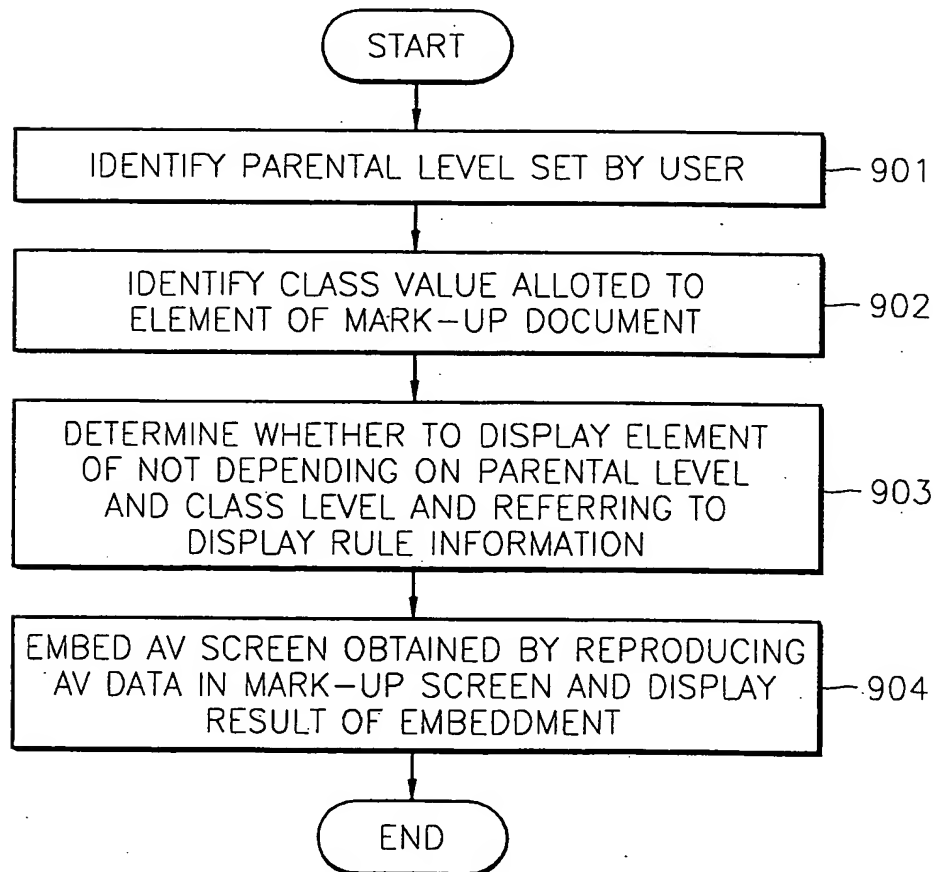 START
IDENTIFY PARENTAL LEVEL SET BY USER
901
IDENTIFY CLASS VALUE ALLOTED TO
ELEMENT OF MARK-UP DOCUMENT
902
DETERMINE WHETHER TO DISPLAY ELEMENT
OF NOT DEPENDING ON PARENTAL LEVEL
AND CLASS LEVEL AND REFERRING TO
DISPLAY RULE INFORMATION
903
EMBED AV SCREEN OBTAINED BY REPRODUCING
AV DATA IN MARK-UP SCREEN AND DISPLAY
RESULT OF EMBEDDMENT
904
END